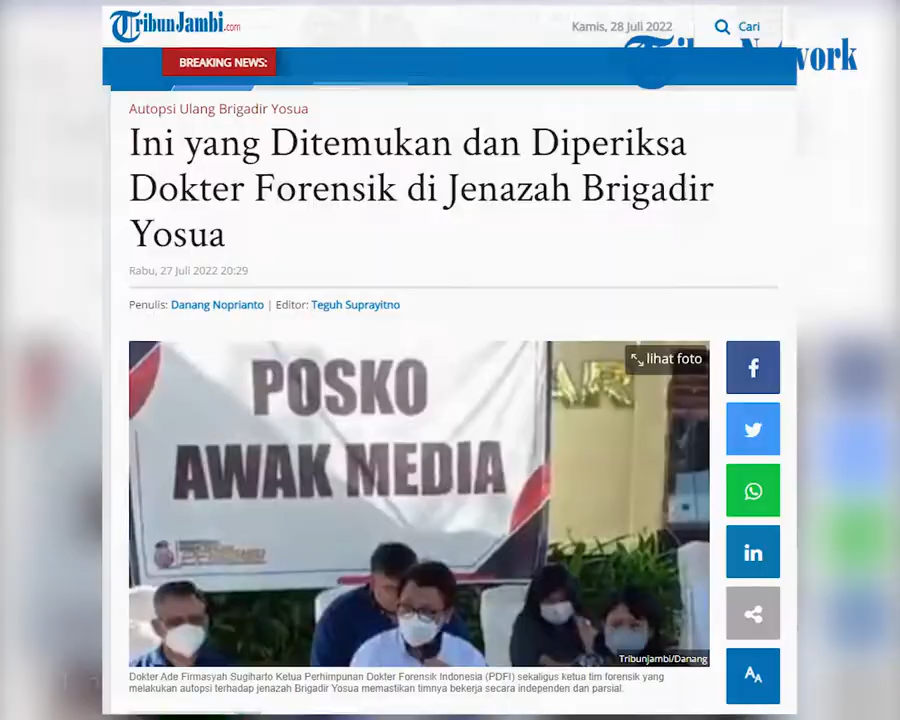 TribunJambi.com
Kamis, 28 Juli 2022
Cari
BREAKING NEWS:
Autopsi Ulang Brigadir Yosua
Ini yang Ditemukan dan Diperiksa
Dokter Forensik di Jenazah Brigadir
Yosua
Rabu, 27 Juli 2022 20:29
Penulis: Danang Noprianto | Editor: Teguh Suprayitno
lihat foto
POSKO
AWAK MEDIA
Tribunjambi/Danang
Dokter Ade Firmasyah Sugiharto Ketua Perhimpunan Dokter Forensik Indonesia (PDFI) sekaligus ketua tim forensik yang
melakukan autopsi terhadap jenazah Brigadir Yosua memastikan timnya bekerja secara independen dan parsial.
f
in
AA